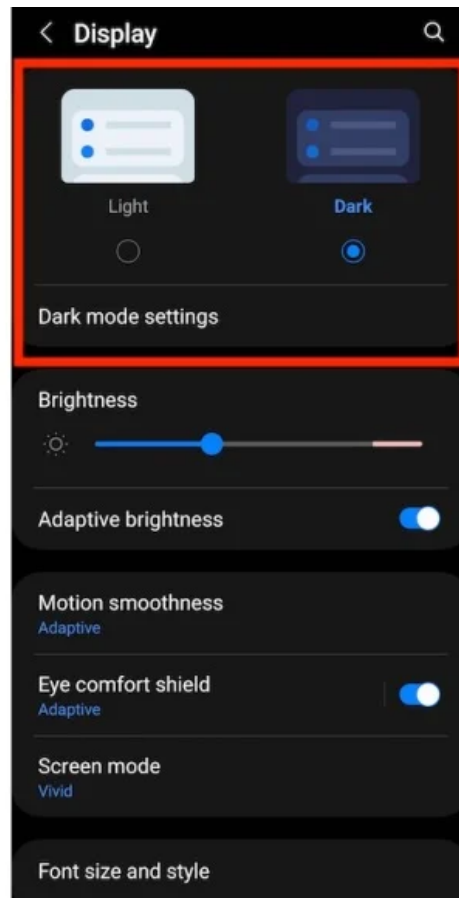 Display
Light
Dark
Dark mode settings
Brightness
Adaptive brightness
Motion smoothness
Adaptive
Eye comfort shield
Adaptive
Screen mode
Vivid
Font size and style